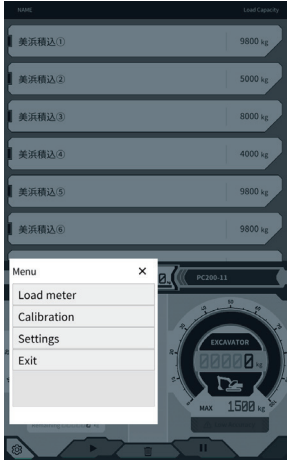 NAME Load Capacity
美浜積込① 9800 kg
美浜積込② 5000 kg
美浜積込③ 8000 kg
美浜積込④ 4000 kg
美浜積込⑤ 9800 kg
美浜積込⑥ 9800 kg
Menu ×
PC200-11
Load meter
Calibration
Settings
Exit
EXCAVATOR
0 kg
MAX 1500 kg